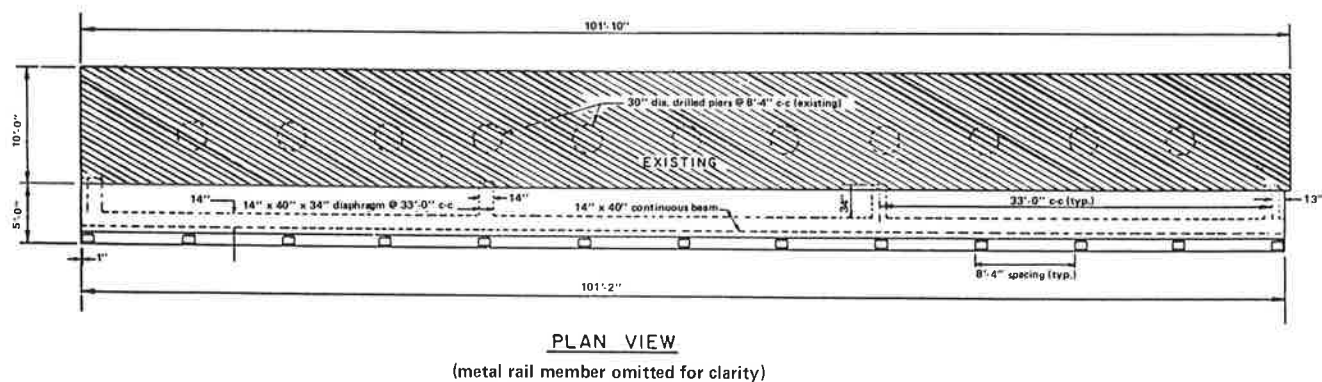 101'-10"
10'-0"
30" dia. drilled piers @ 8'-4" c-c (existing)
EXISTING
5'-0"
14"
14" x 40" x 34" diaphragm @ 33'-0" c-c
14"
14" x 40" continuous beam
34"
33'-0" c-c (typ.)
13"
1"
8'-4" spacing (typ.)
101'-2"
PLAN VIEW
(metal rail member omitted for clarity)